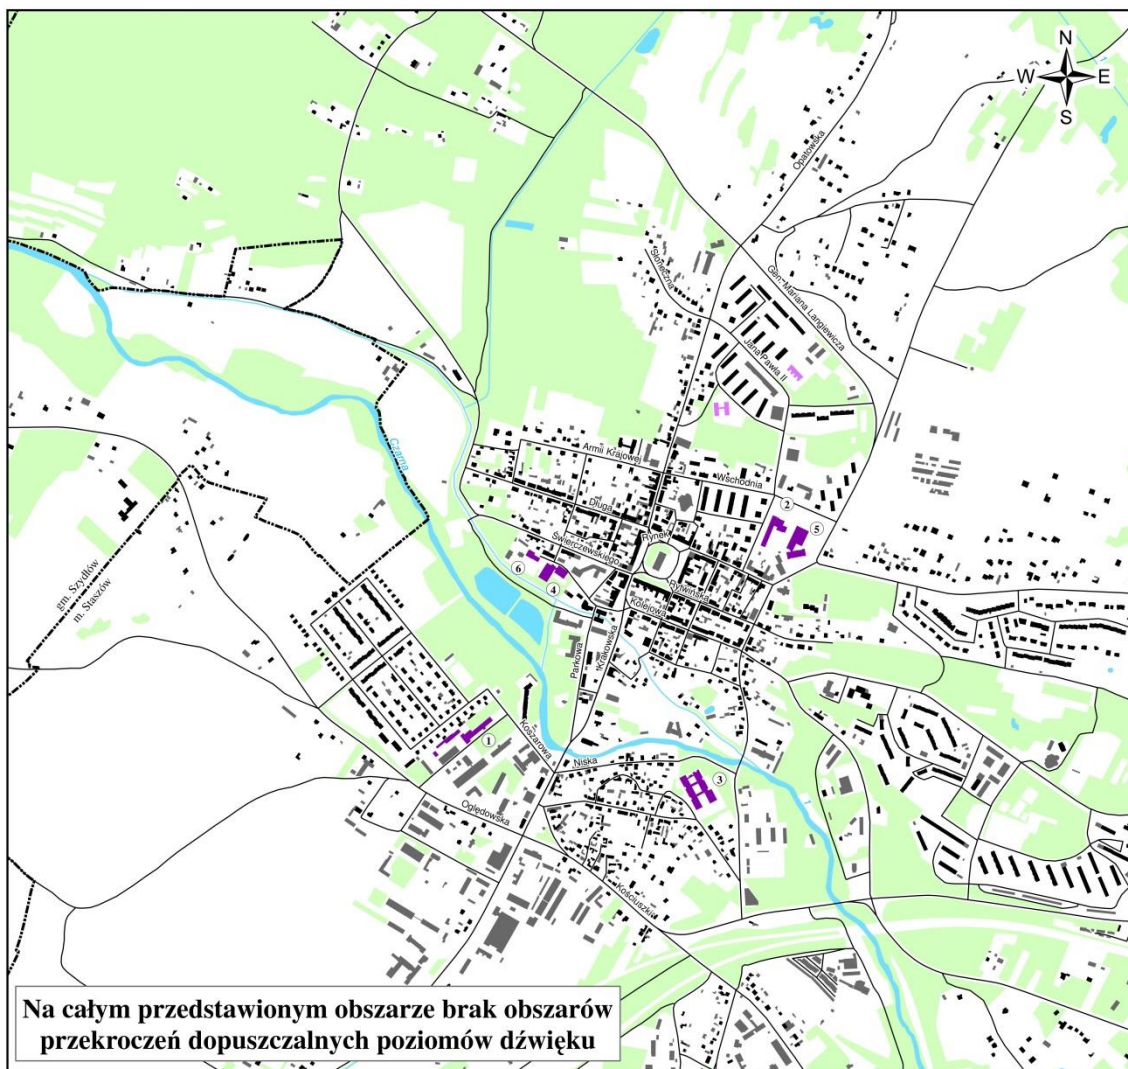 N
W E
S
Opatowska
Słoneczna
Gen. Mariana Langiewicza
Jana Pawła II
Czarna
Armii Krajowej
Wschodnia
Długa
2
5
Rynek
Świerczewskiego
6
4
Rytwińska
Kolejowa
gm. Szydłów
m. Staszów
Parkowa
Krakowska
1
Koszarowa
Niska
3
Oględowska
Kościuszki
Na całym przedstawionym obszarze brak obszarów
przekroczeń dopuszczalnych poziomów dźwięku